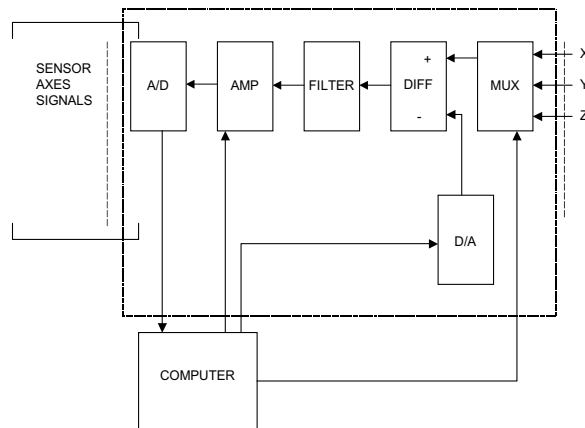 SENSOR
AXES
SIGNALS
A/D
AMP
FILTER
+
DIFF
-
MUX
X
Y
Z
D/A
COMPUTER